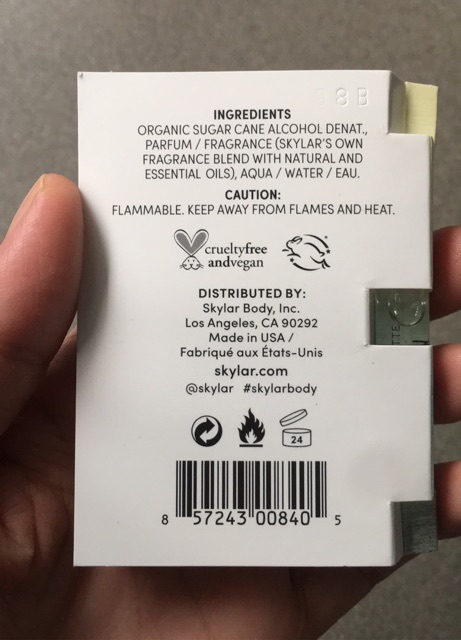 8B
INGREDIENTS
ORGANIC SUGAR CANE ALCOHOL DENAT.,
PARFUM / FRAGRANCE (SKYLAR'S OWN
FRAGRANCE BLEND WITH NATURAL AND
ESSENTIAL OILS), AQUA / WATER / EAU.
CAUTION:
FLAMMABLE. KEEP AWAY FROM FLAMES AND HEAT.
crueltyfree
andvegan
DISTRIBUTED BY:
Skylar Body, Inc.
Los Angeles, CA 90292
Made in USA /
Fabriqué aux États-Unis
skylar.com
@skylar #skylarbody
24
8 57243 00840 5